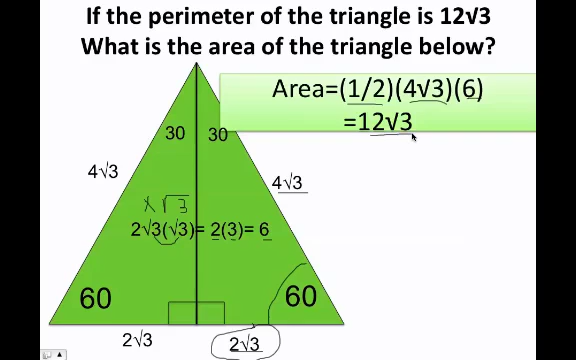 If the perimeter of the triangle is 12√3
What is the area of the triangle below?
Area=(1/2)(4√3)(6)
=12√3
30 30
4√3
4√3
x √3
2√3(√3)= 2(3)= 6
60
60
2√3
2√3